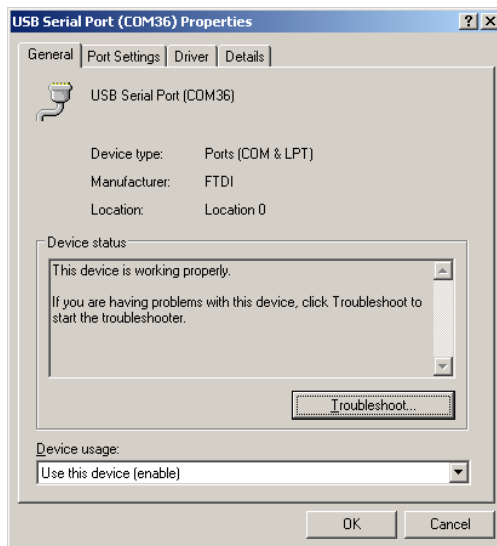 USB Serial Port (COM36) Properties
General Port Settings Driver Details
USB Serial Port (COM36)
Device type: Ports (COM & LPT)
Manufacturer: FTDI
Location: Location 0
Device status
This device is working properly.
If you are having problems with this device, click Troubleshoot to
start the troubleshooter.
Troubleshoot...
Device usage:
Use this device (enable)
OK Cancel